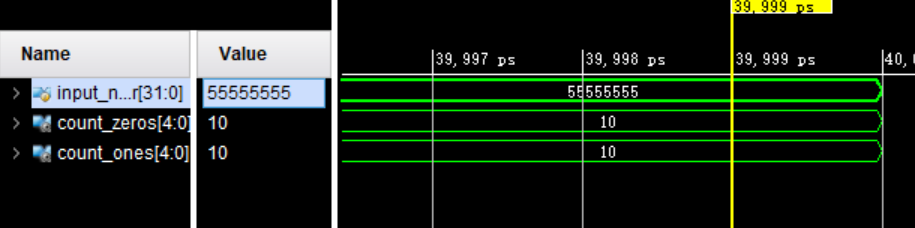 39,999 ps
Name Value 39,997 ps 39,998 ps 39,999 ps 40,
input_n...r[31:0] 55555555 55555555
count_zeros[4:0] 10 10
count_ones[4:0] 10 10